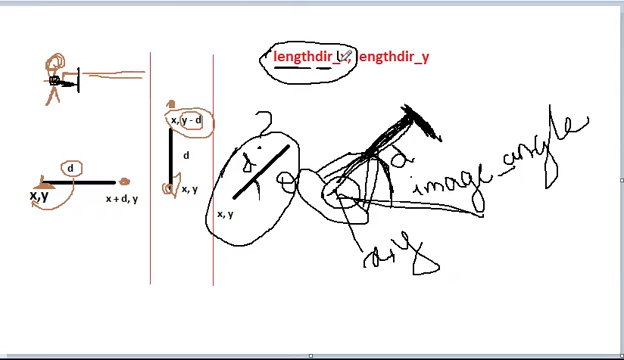 lengthdir_x, lengthdir_y
x, y - d
d
d
x, y
x,y
x + d, y
d
x, y
d
image_angle
x,y